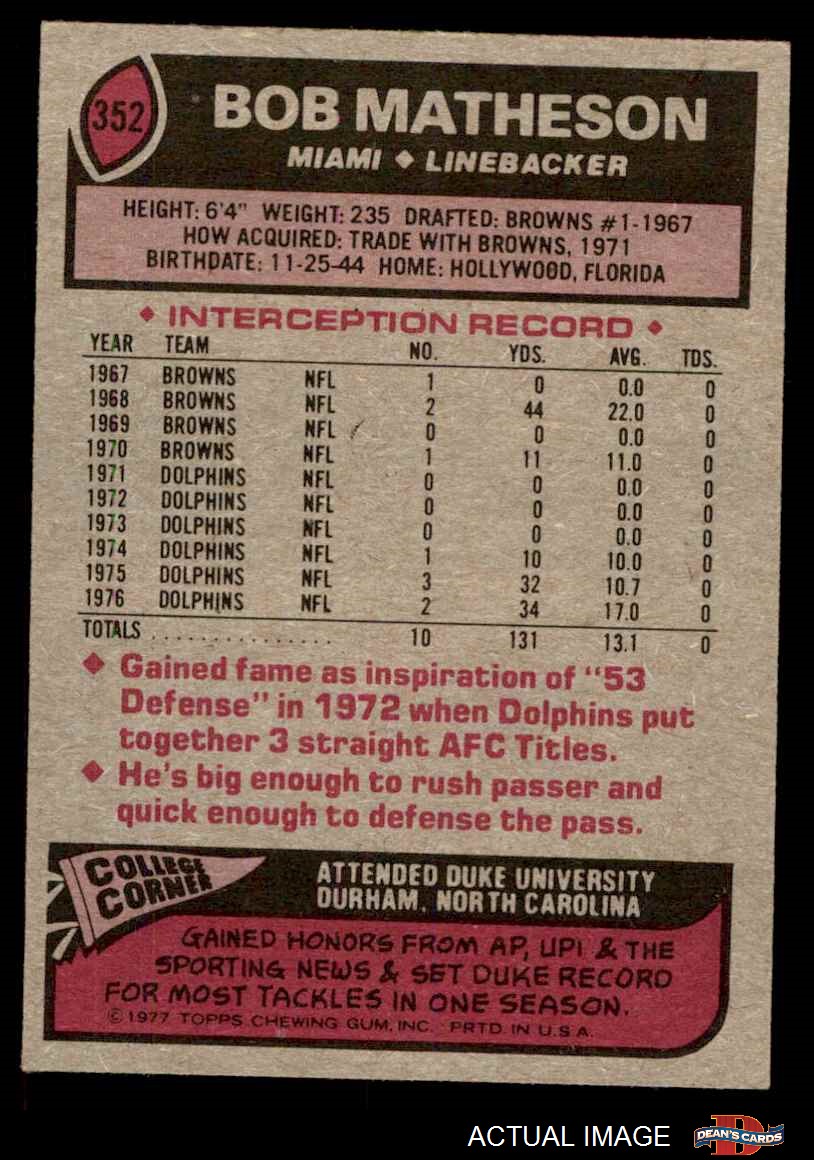 352
BOB MATHESON
MIAMI ♦ LINEBACKER
HEIGHT: 6'4" WEIGHT: 235 DRAFTED: BROWNS #1-1967
HOW ACQUIRED: TRADE WITH BROWNS, 1971
BIRTHDATE: 11-25-44 HOME: HOLLYWOOD, FLORIDA
♦ INTERCEPTION RECORD ♦
YEAR TEAM NO. YDS. AVG. TDS.
1967 BROWNS NFL 1 0 0.0 0
1968 BROWNS NFL 2 44 22.0 0
1969 BROWNS NFL 0 0 0.0 0
1970 BROWNS NFL 1 11 11.0 0
1971 DOLPHINS NFL 0 0 0.0 0
1972 DOLPHINS NFL 0 0 0.0 0
1973 DOLPHINS NFL 0 0 0.0 0
1974 DOLPHINS NFL 1 10 10.0 0
1975 DOLPHINS NFL 3 32 10.7 0
1976 DOLPHINS NFL 2 34 17.0 0
TOTALS ............... 10 131 13.1 0
♦ Gained fame as inspiration of "53
Defense" in 1972 when Dolphins put
together 3 straight AFC Titles.
♦ He's big enough to rush passer and
quick enough to defense the pass.
COLLEGE
CORNER
ATTENDED DUKE UNIVERSITY
DURHAM, NORTH CAROLINA
GAINED HONORS FROM AP, UPI & THE
SPORTING NEWS & SET DUKE RECORD
FOR MOST TACKLES IN ONE SEASON.
© 1977 TOPPS CHEWING GUM, INC. PRTD. IN U.S.A.
ACTUAL IMAGE
D
DEAN'S CARDS